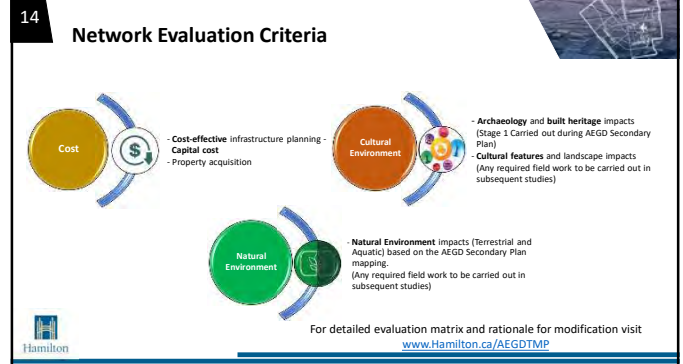 14
Network Evaluation Criteria
Cost
$
- Cost-effective infrastructure planning -
Capital cost
- Property acquisition
Cultural
Environment
- Archaeology and built heritage impacts
(Stage 1 Carried out during AEGD Secondary
Plan)
- Cultural features and landscape impacts
(Any required field work to be carried out in
subsequent studies)
Natural
Environment
- Natural Environment impacts (Terrestrial and
Aquatic) based on the AEGD Secondary Plan
mapping.
(Any required field work to be carried out in
subsequent studies)
Hamilton
For detailed evaluation matrix and rationale for modification visit
www.Hamilton.ca/AEGDTMP